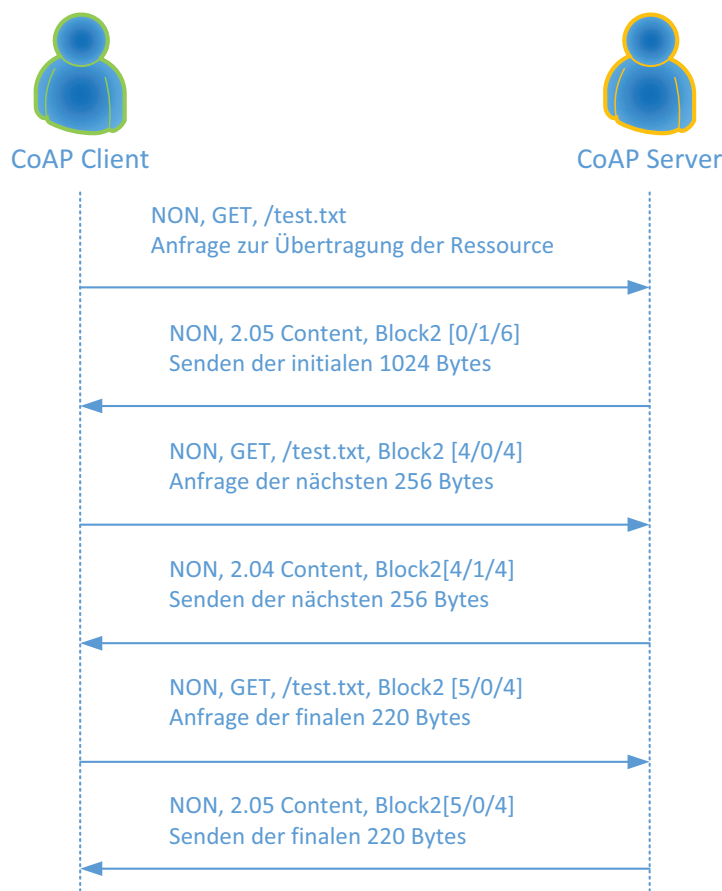 CoAP Client
CoAP Server
NON, GET, /test.txt
Anfrage zur Übertragung der Ressource
NON, 2.05 Content, Block2 [0/1/6]
Senden der initialen 1024 Bytes
NON, GET, /test.txt, Block2 [4/0/4]
Anfrage der nächsten 256 Bytes
NON, 2.04 Content, Block2[4/1/4]
Senden der nächsten 256 Bytes
NON, GET, /test.txt, Block2 [5/0/4]
Anfrage der finalen 220 Bytes
NON, 2.05 Content, Block2[5/0/4]
Senden der finalen 220 Bytes